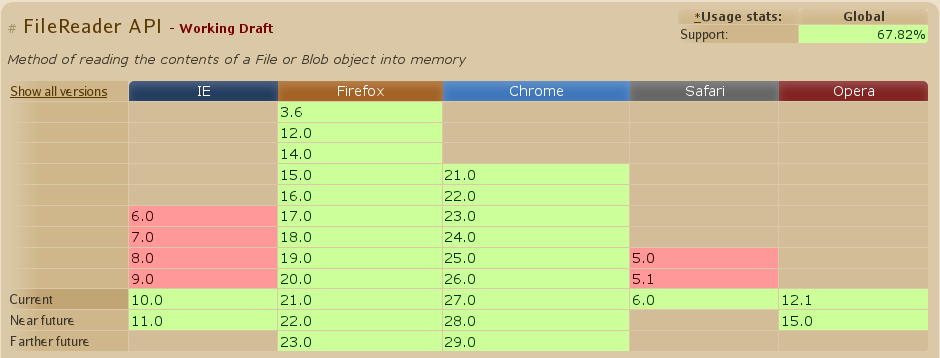 # FileReader API - Working Draft
*Usage stats: Global
Support: 67.82%
Method of reading the contents of a File or Blob object into memory
Show all versions IE Firefox Chrome Safari Opera
3.6
12.0
14.0
15.0 21.0
16.0 22.0
6.0 17.0 23.0
7.0 18.0 24.0
8.0 19.0 25.0 5.0
9.0 20.0 26.0 5.1
Current 10.0 21.0 27.0 6.0 12.1
Near future 11.0 22.0 28.0 15.0
Farther future 23.0 29.0